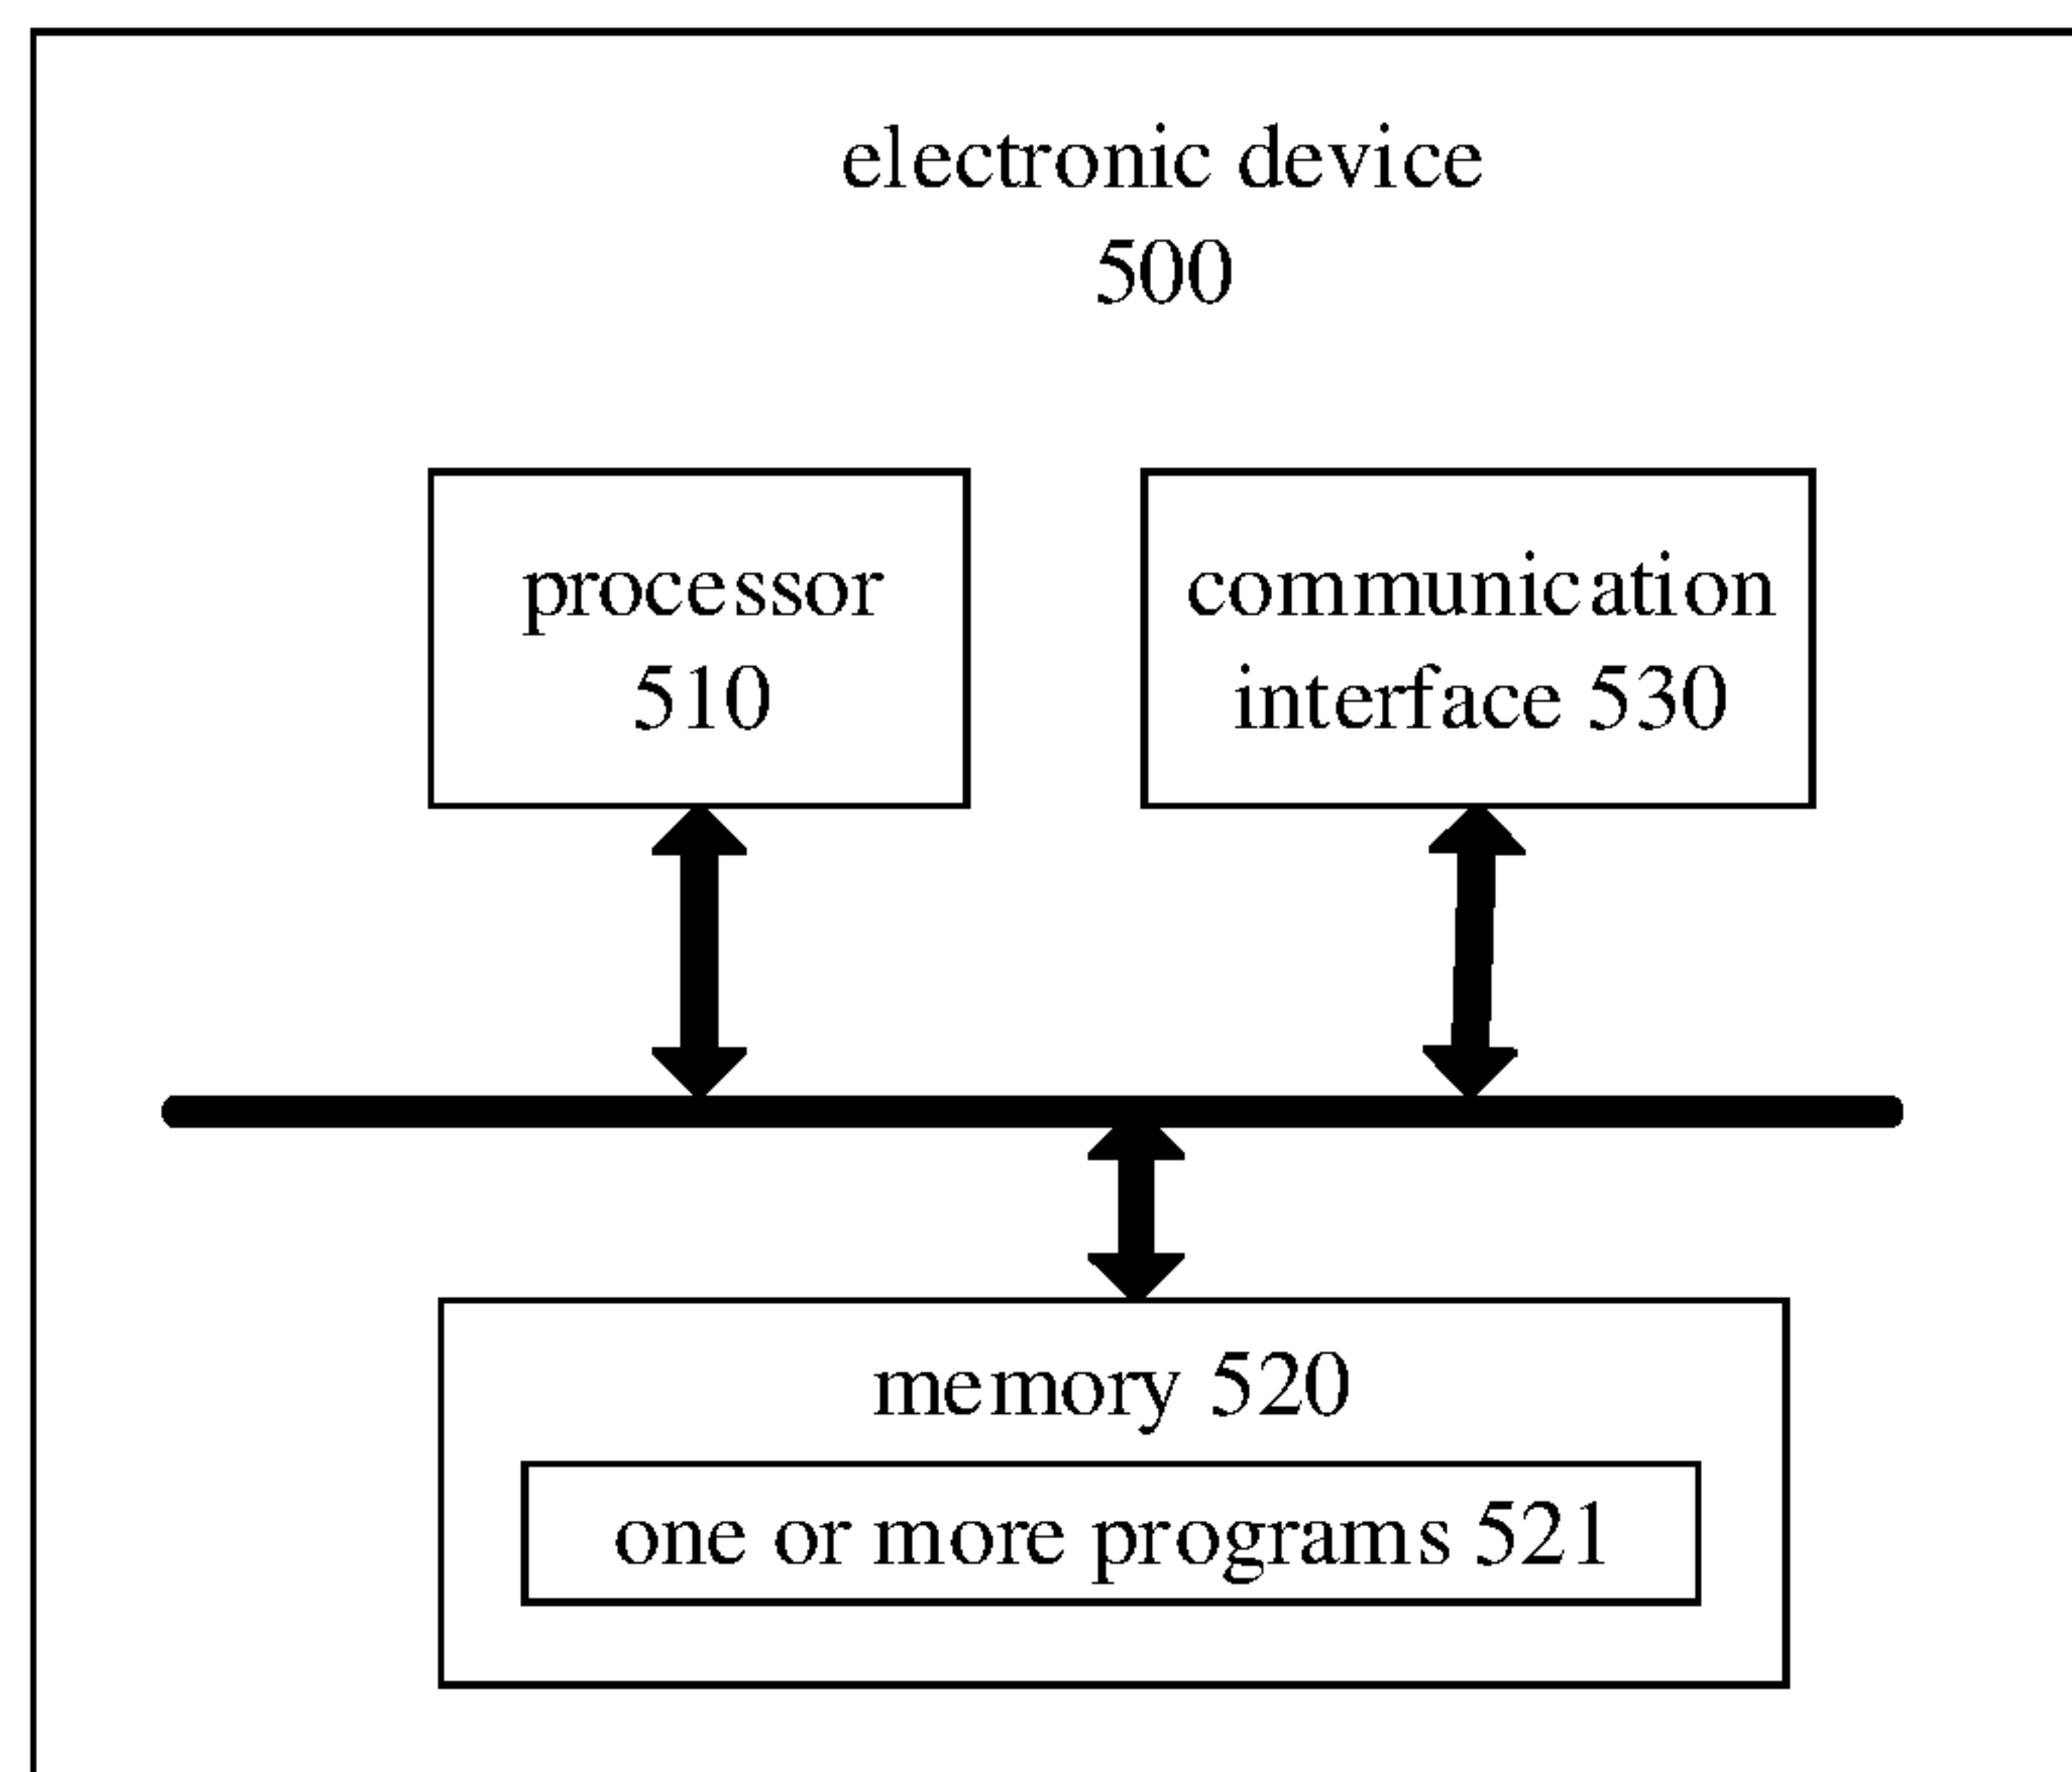 electronic device
500
processor
510
communication
interface 530
memory 520
one or more programs 521